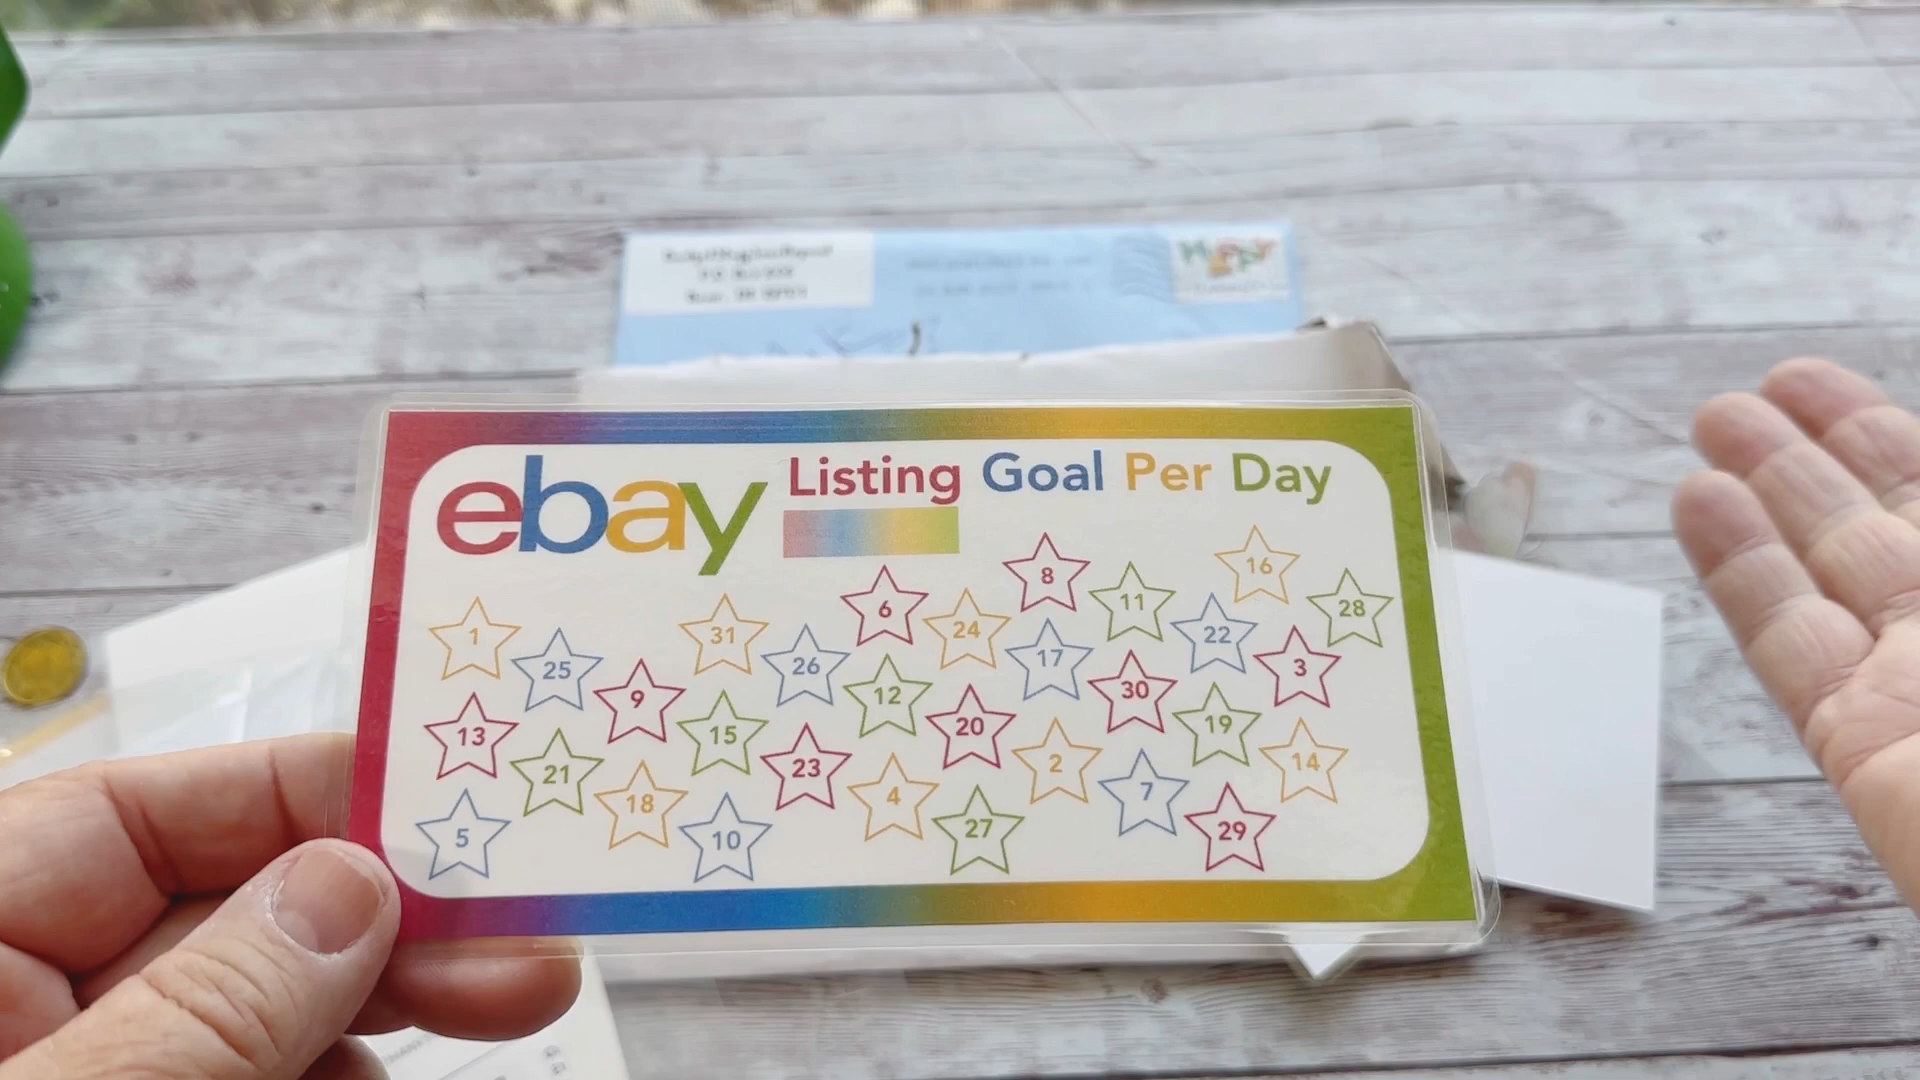 Happy
ebay Listing Goal Per Day
8 16
6 11 28
1 31 24 22
25 26 17 3
9 12 30
13 15 20 19
21 23 2 14
18 4 7
5 10 27 29